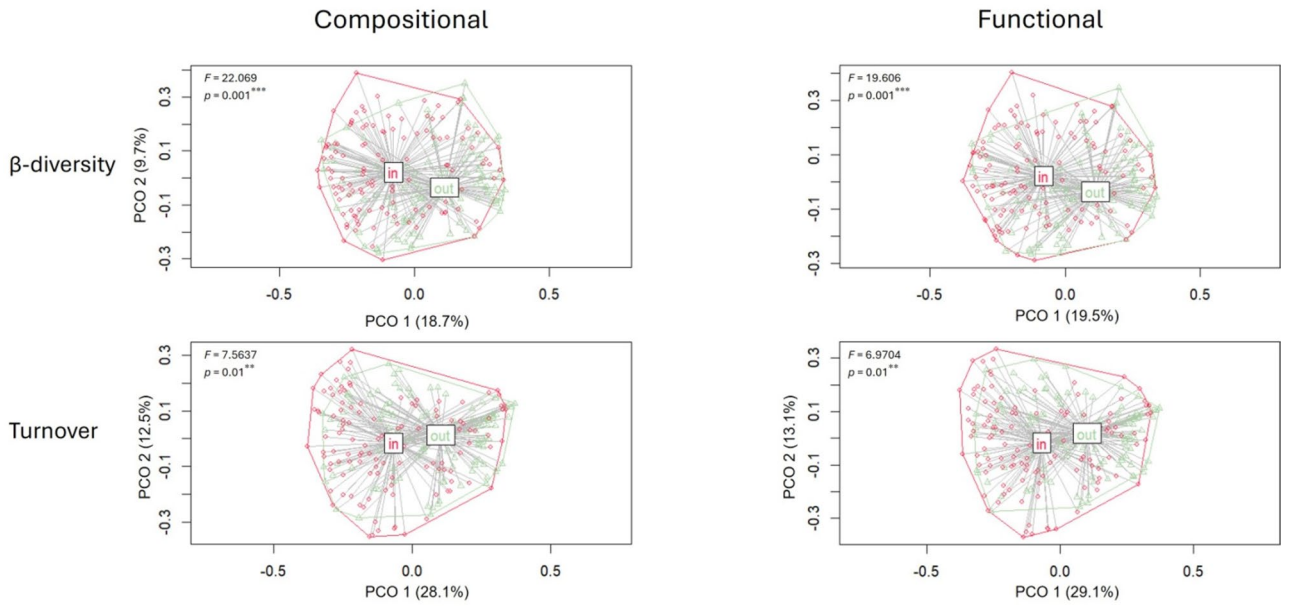 Compositional
Functional
β-diversity
F = 22.069
p = 0.001***
PCO 2 (9.7%)
0.3
0.1
-0.1
-0.3
in
out
-0.5
0.0
0.5
PCO 1 (18.7%)
F = 19.606
p = 0.001***
0.3
0.1
-0.1
-0.3
in
out
-0.5
0.0
0.5
PCO 1 (19.5%)
Turnover
F = 7.5637
p = 0.01**
PCO 2 (12.5%)
0.3
0.1
-0.1
-0.3
in
out
-0.5
0.0
0.5
PCO 1 (28.1%)
F = 6.9704
p = 0.01**
PCO 2 (13.1%)
0.3
0.1
-0.1
-0.3
in
out
-0.5
0.0
0.5
PCO 1 (29.1%)